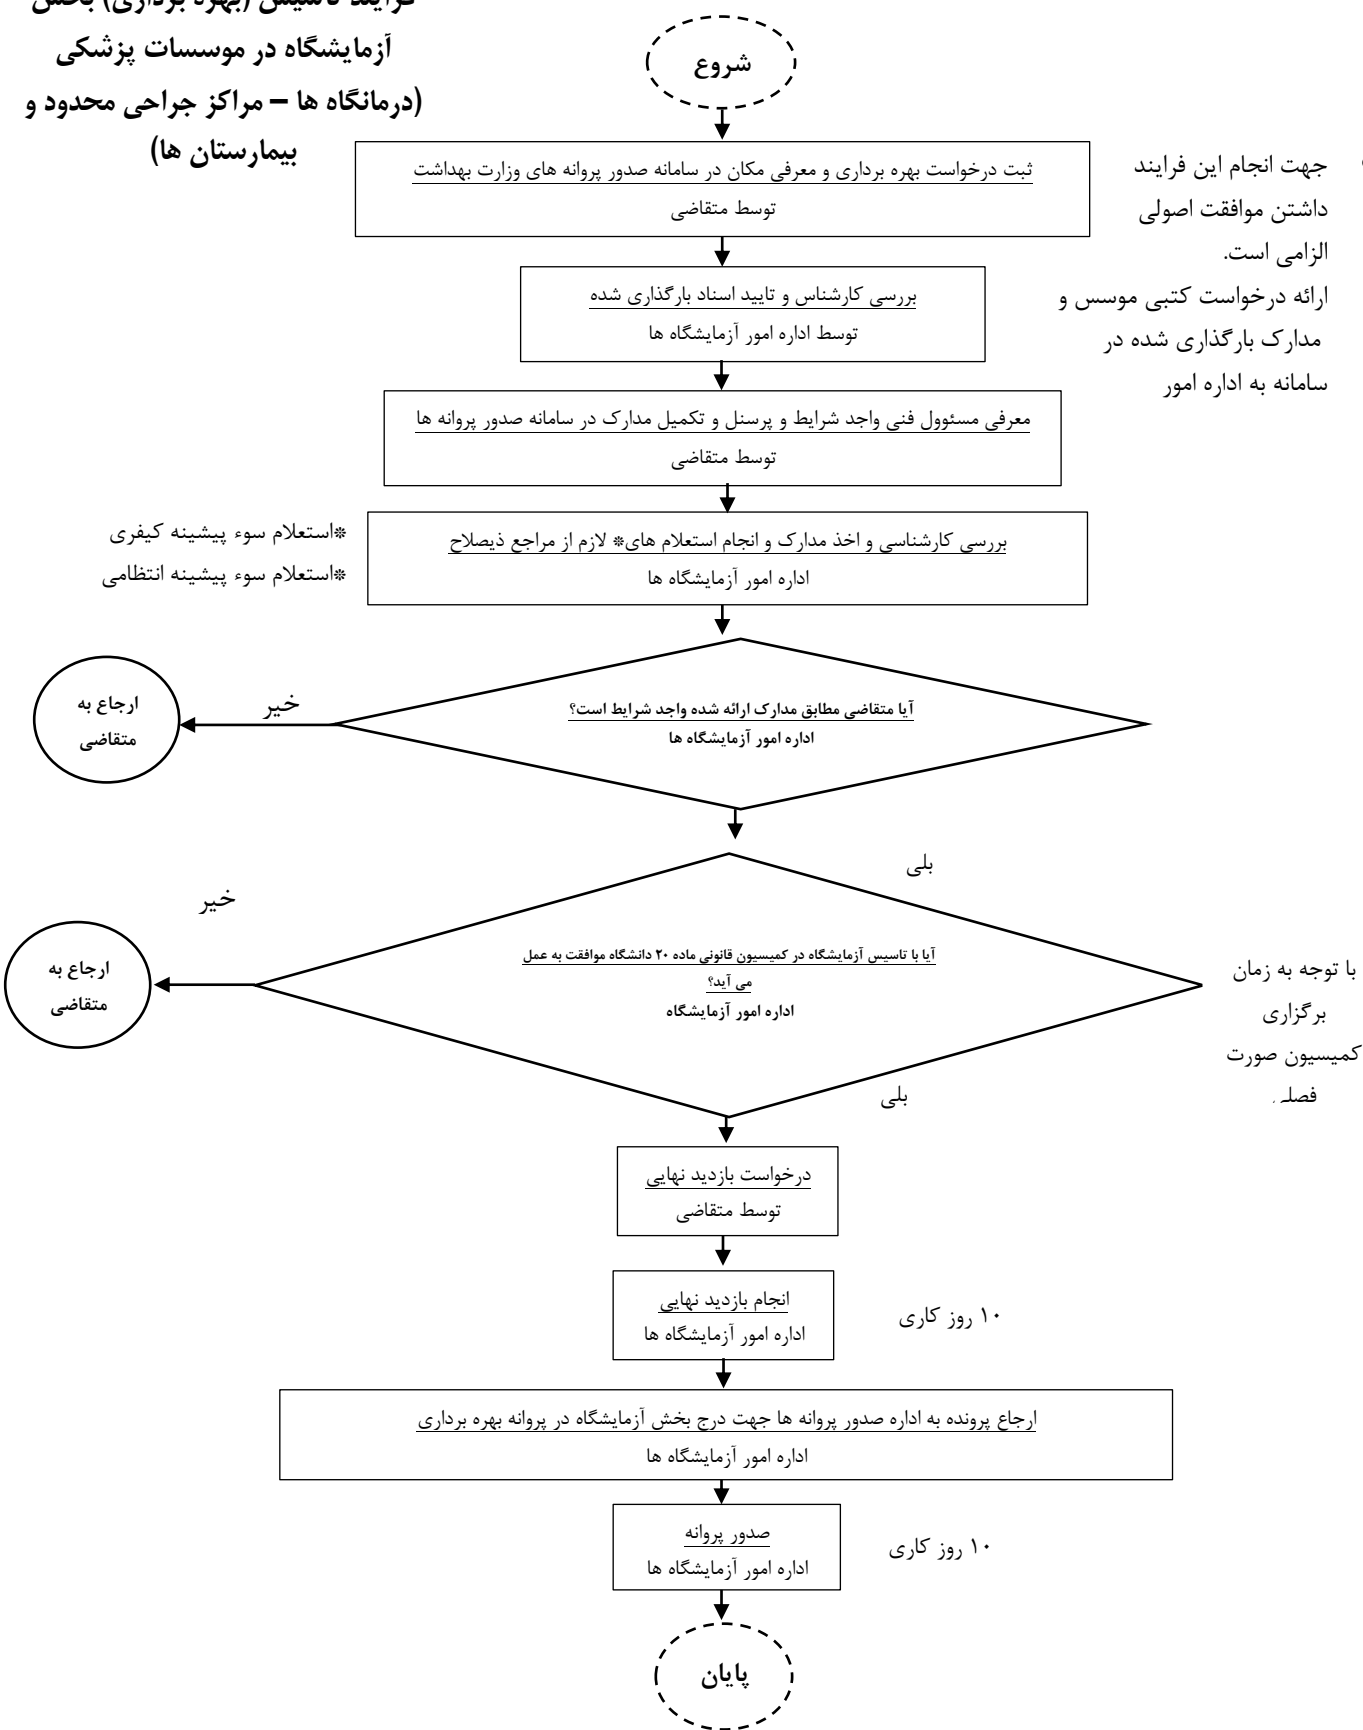 فرایند تاسیس (بهره برداری) بخش
آزمایشگاه در موسسات پزشکی
(درمانگاه ها – مراکز جراحی محدود و
بیمارستان ها)
شروع
ثبت درخواست بهره برداری و معرفی مکان در سامانه صدور پروانه های وزارت بهداشت
توسط متقاضی
جهت انجام این فرایند
داشتن موافقت اصولی
الزامی است.
ارائه درخواست کتبی موسس و
مدارک بارگذاری شده در
سامانه به اداره امور
بررسی کارشناس و تایید اسناد بارگذاری شده
توسط اداره امور آزمایشگاه ها
معرفی مسئوول فنی واجد شرایط و پرسنل و تکمیل مدارک در سامانه صدور پروانه ها
توسط متقاضی
بررسی کارشناسی و اخذ مدارک و انجام استعلام های* لازم از مراجع ذیصلاح
اداره امور آزمایشگاه ها
*استعلام سوء پیشینه کیفری
*استعلام سوء پیشینه انتظامی
آیا متقاضی مطابق مدارک ارائه شده واجد شرایط است؟
اداره امور آزمایشگاه ها
خیر
ارجاع به
متقاضی
بلی
آیا با تاسیس آزمایشگاه در کمیسیون قانونی ماده ۲۰ دانشگاه موافقت به عمل
می آید؟
اداره امور آزمایشگاه
خیر
ارجاع به
متقاضی
با توجه به زمان
برگزاری
کمیسیون صورت
بلی
درخواست بازدید نهایی
توسط متقاضی
انجام بازدید نهایی
اداره امور آزمایشگاه ها
۱۰ روز کاری
ارجاع پرونده به اداره صدور پروانه ها جهت درج بخش آزمایشگاه در پروانه بهره برداری
اداره امور آزمایشگاه ها
صدور پروانه
اداره امور آزمایشگاه ها
۱۰ روز کاری
پایان